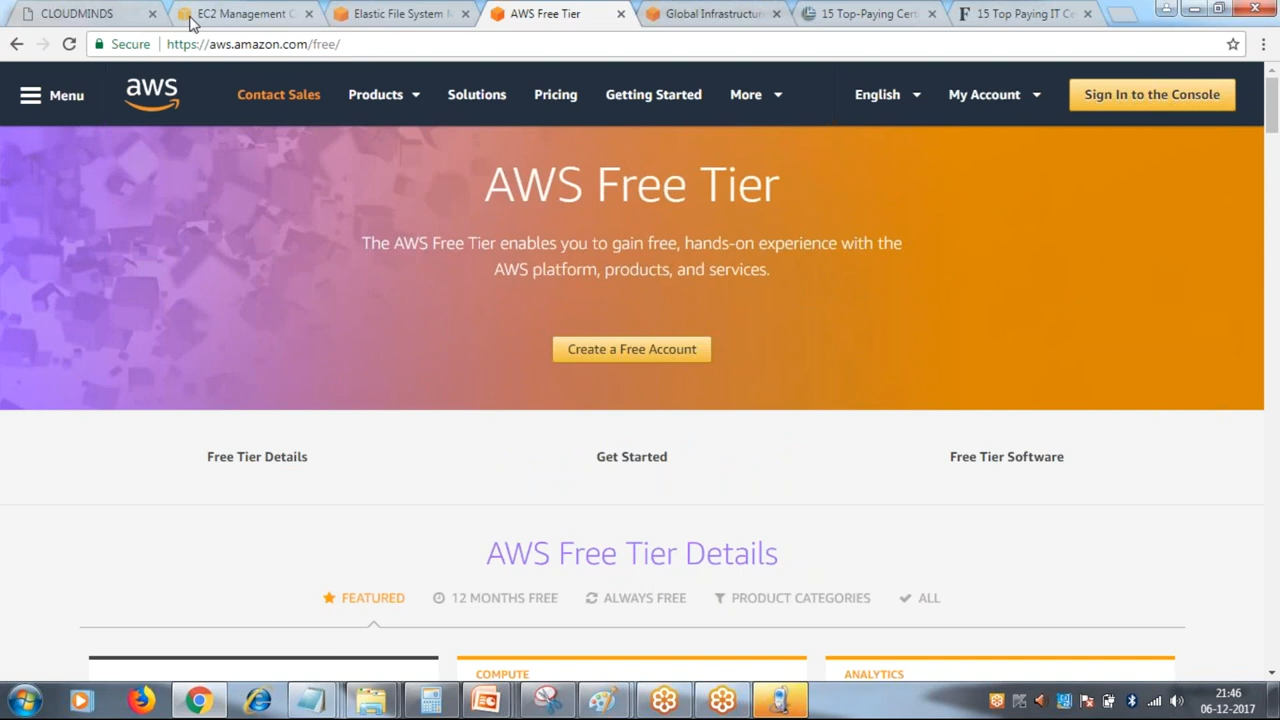 CLOUDMINDS
EC2 Management C
Elastic File System
AWS Free Tier
Global Infrastructure
15 Top-Paying Cert
15 Top Paying IT Ce
Secure
https://aws.amazon.com/free/
Menu
aws
Contact Sales
Products
Solutions
Pricing
Getting Started
More
English
My Account
Sign In to the Console
AWS Free Tier
The AWS Free Tier enables you to gain free, hands-on experience with the
AWS platform, products, and services.
Create a Free Account
Free Tier Details
Get Started
Free Tier Software
AWS Free Tier Details
FEATURED
12 MONTHS FREE
ALWAYS FREE
PRODUCT CATEGORIES
ALL
COMPUTE
ANALYTICS
21:46
06-12-2017